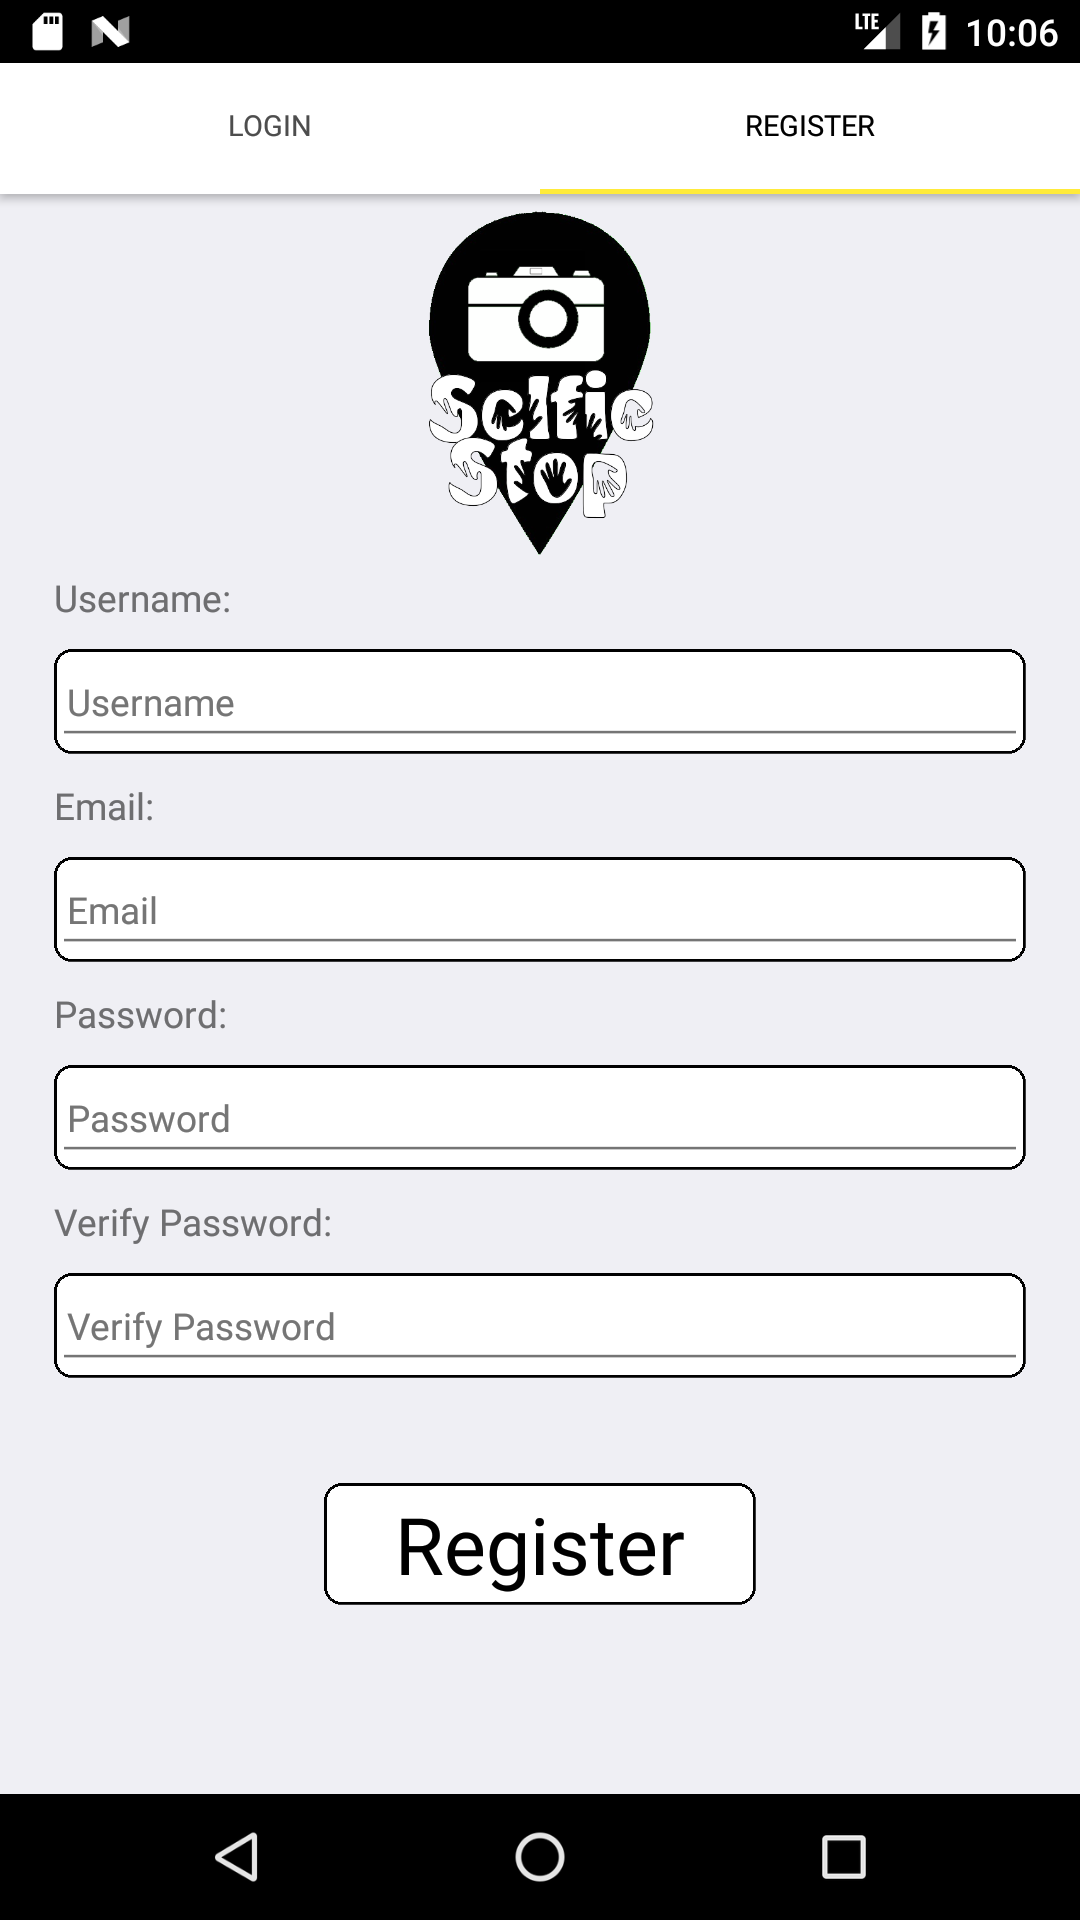 LTE 10:06
LOGIN
REGISTER
Selfie
Stop
Username:
Username
Email:
Email
Password:
Password
Verify Password:
Verify Password
Register